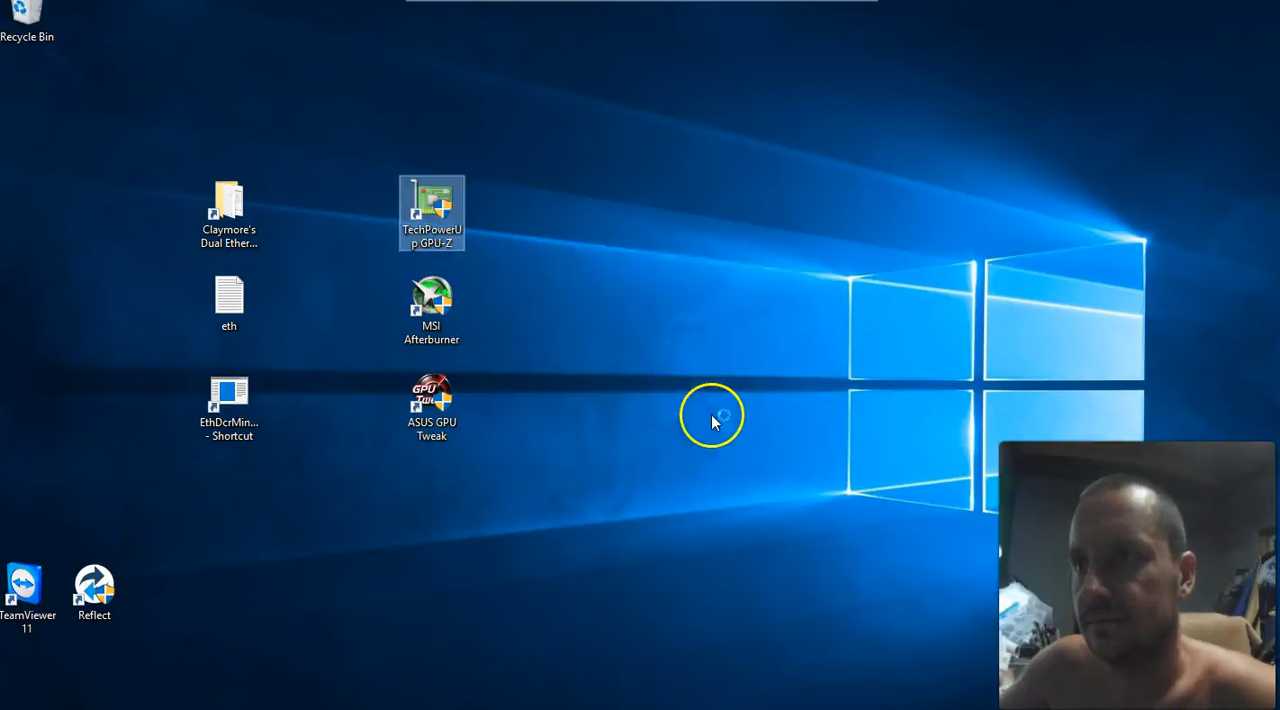 Recycle Bin
Claymore's
Dual Ether...
TechPowerU
p GPU-Z
eth
MSI
Afterburner
EthDcrMin...
- Shortcut
GPU
ASUS GPU
Tweak
TeamViewer
11
Reflect